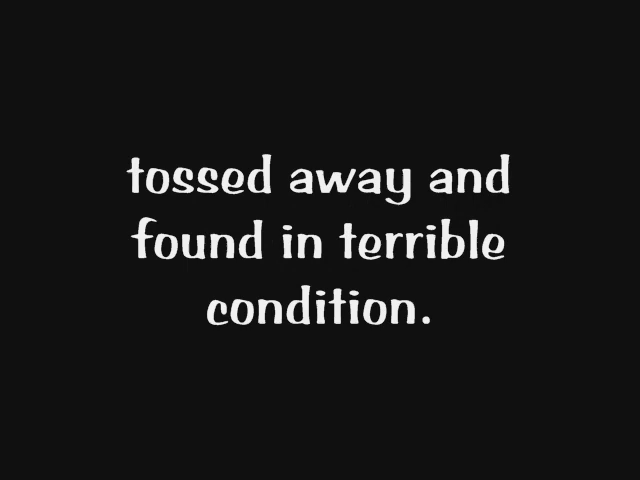 tossed away and
found in terrible
condition.